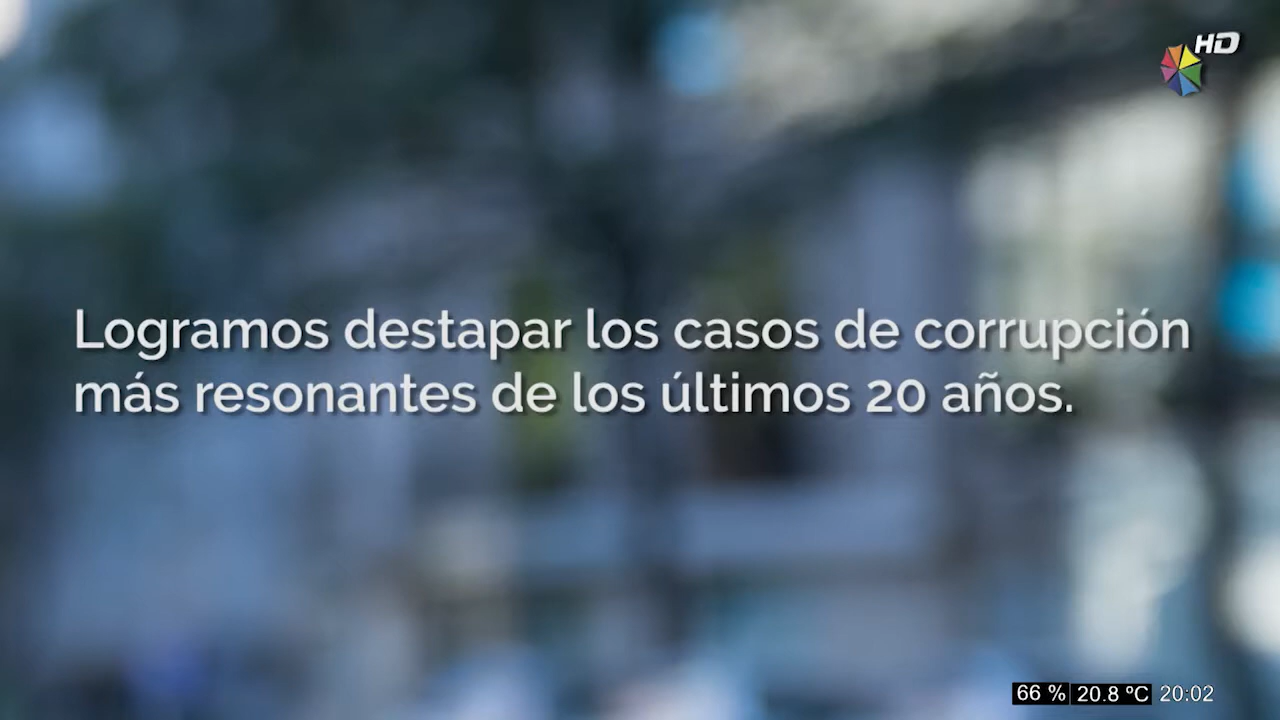 HD
Logramos destapar los casos de corrupción
más resonantes de los últimos 20 años.
66 % 20.8 ºC 20:02